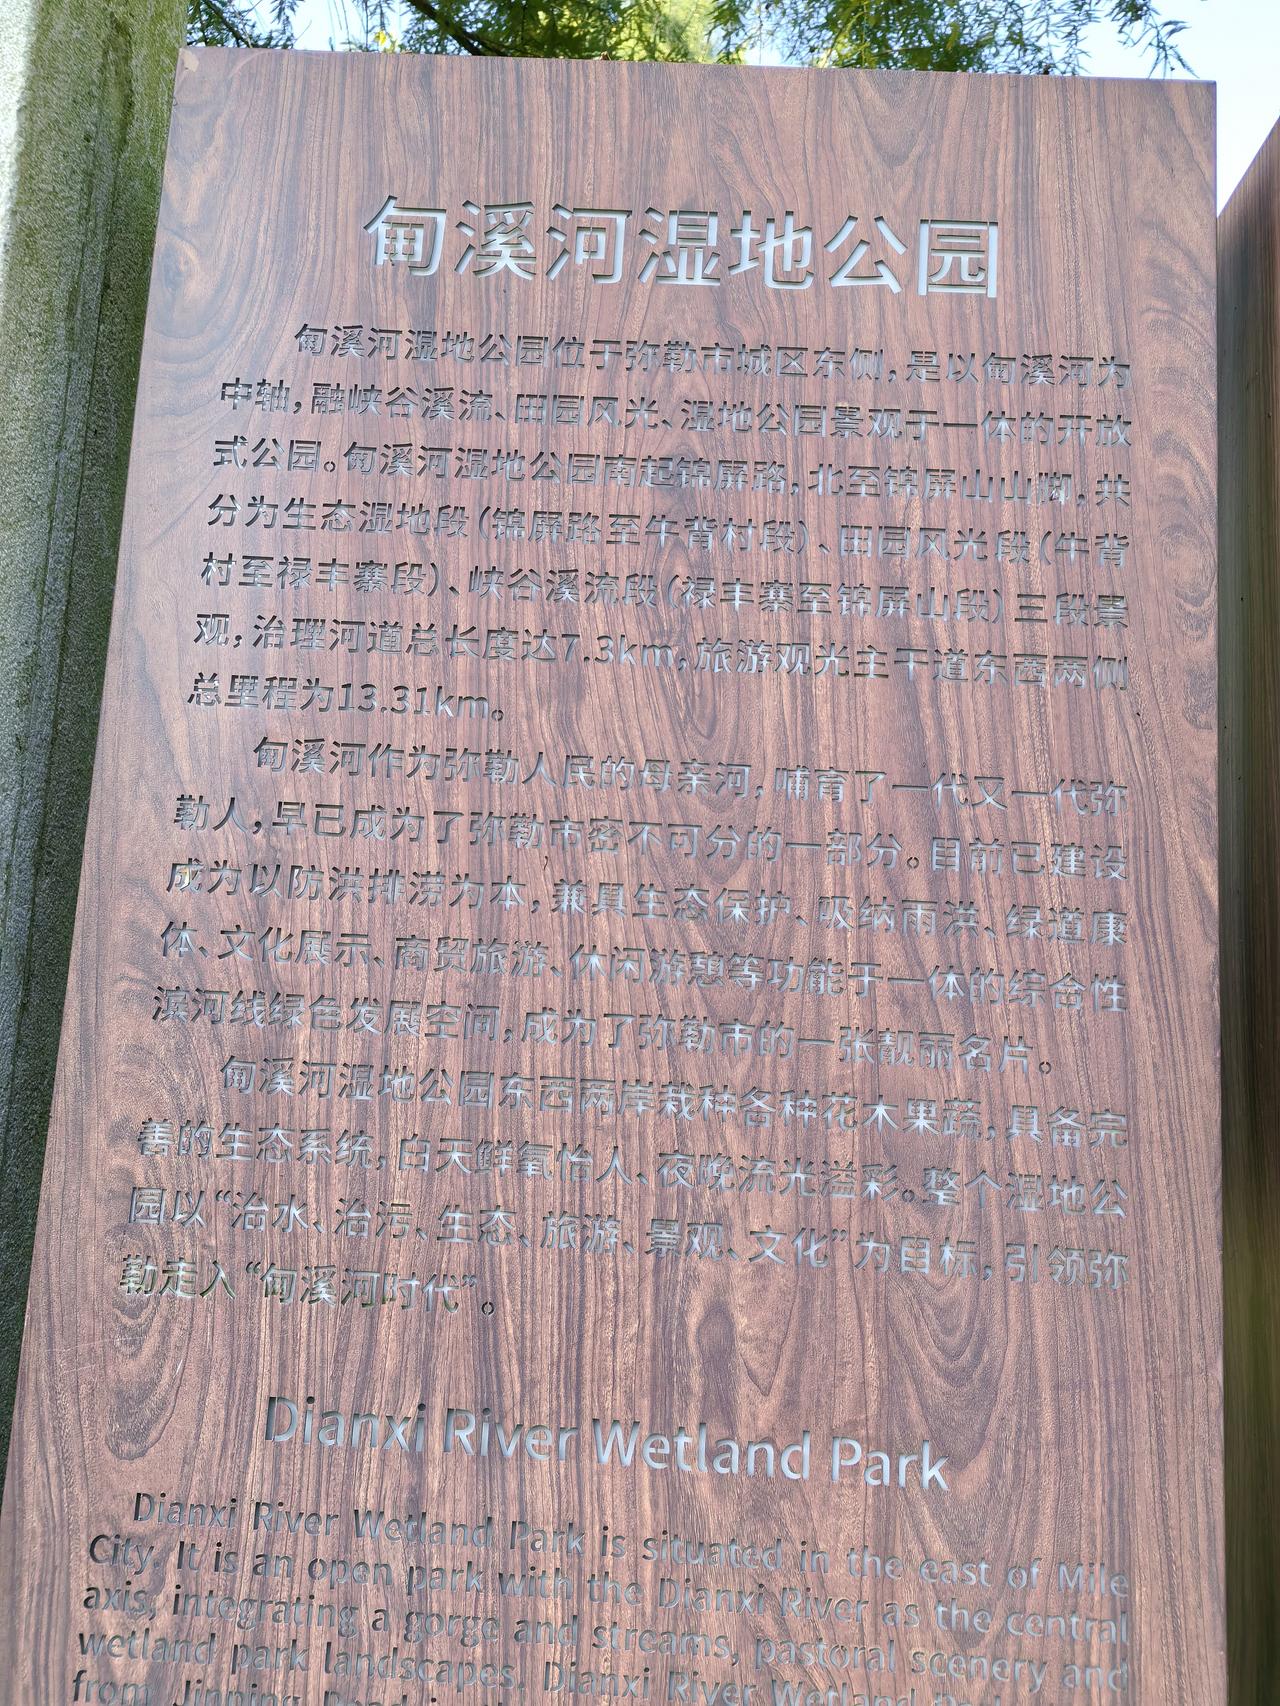 甸溪河湿地公园
甸溪河湿地公园位于弥勒市城区东侧，是以甸溪河为
中轴，融峡谷溪流、田园风光、湿地公园景观于一体的开放
式公园。甸溪河湿地公园南起锦屏路，北至锦屏山山脚，共
分为生态湿地段（锦屏路至牛背村段）、田园风光段（牛背
村至禄丰寨段）、峡谷溪流段（禄丰寨至锦屏山段）三段景
观，治理河道总长度达7.3km，旅游观光主干道东西两侧
总里程为13.31km。
甸溪河作为弥勒人民的母亲河，哺育了一代又一代弥
勒人，早已成为了弥勒市密不可分的一部分。目前已建设
成为以防洪排涝为本，兼具生态保护、吸纳雨洪、绿道康
体、文化展示、商贸旅游、休闲游憩等功能于一体的综合性
滨河线绿色发展空间，成为了弥勒市的一张靓丽名片。
甸溪河湿地公园东西两岸栽种各种花木果蔬，具备完
善的生态系统，白天鲜氧怡人、夜晚流光溢彩。整个湿地公
园以“治水、治污、生态、旅游、景观、文化”为目标，引领弥
勒走入“甸溪河时代”。
Dianxi River Wetland Park
Dianxi River Wetland Park is situated in the east of Mile
City. It is an open park with the Dianxi River as the central
axis, integrating a gorge and streams, pastoral scenery and
wetland park landscapes. Dianxi River Wetland
from Jinping Road